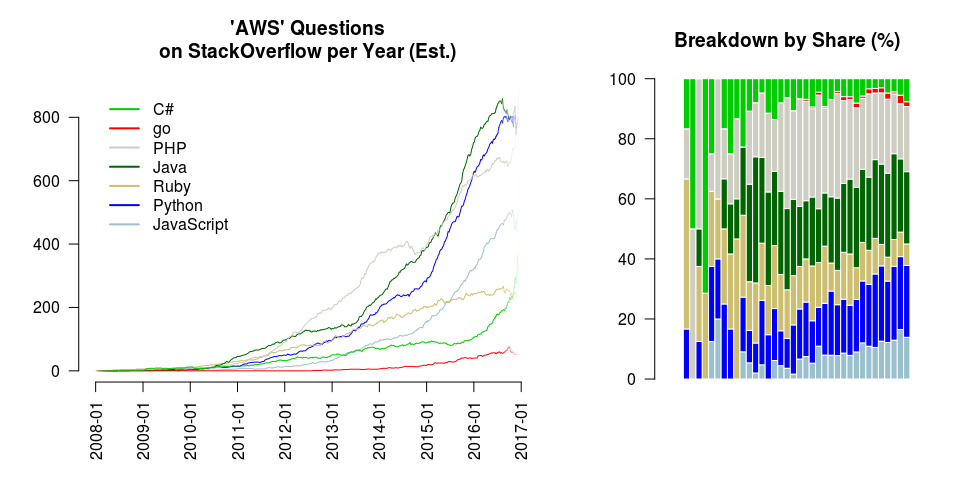 'AWS' Questions
on StackOverflow per Year (Est.)
C#
go
PHP
Java
Ruby
Python
JavaScript
800
600
400
200
0
2008-01
2009-01
2010-01
2011-01
2012-01
2013-01
2014-01
2015-01
2016-01
2017-01
Breakdown by Share (%)
100
80
60
40
20
0